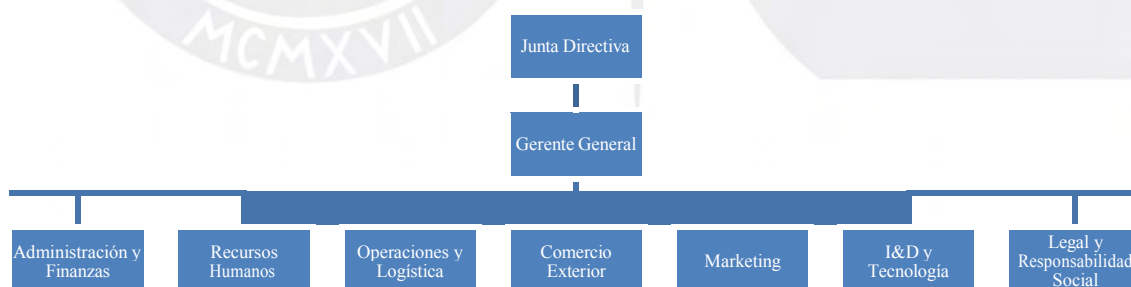 MCMXVII
Junta Directiva
Gerente General
Administración y
Finanzas
Recursos
Humanos
Operaciones y
Logística
Comercio
Exterior
Marketing
I&D y
Tecnología
Legal y
Responsabilidad
Social